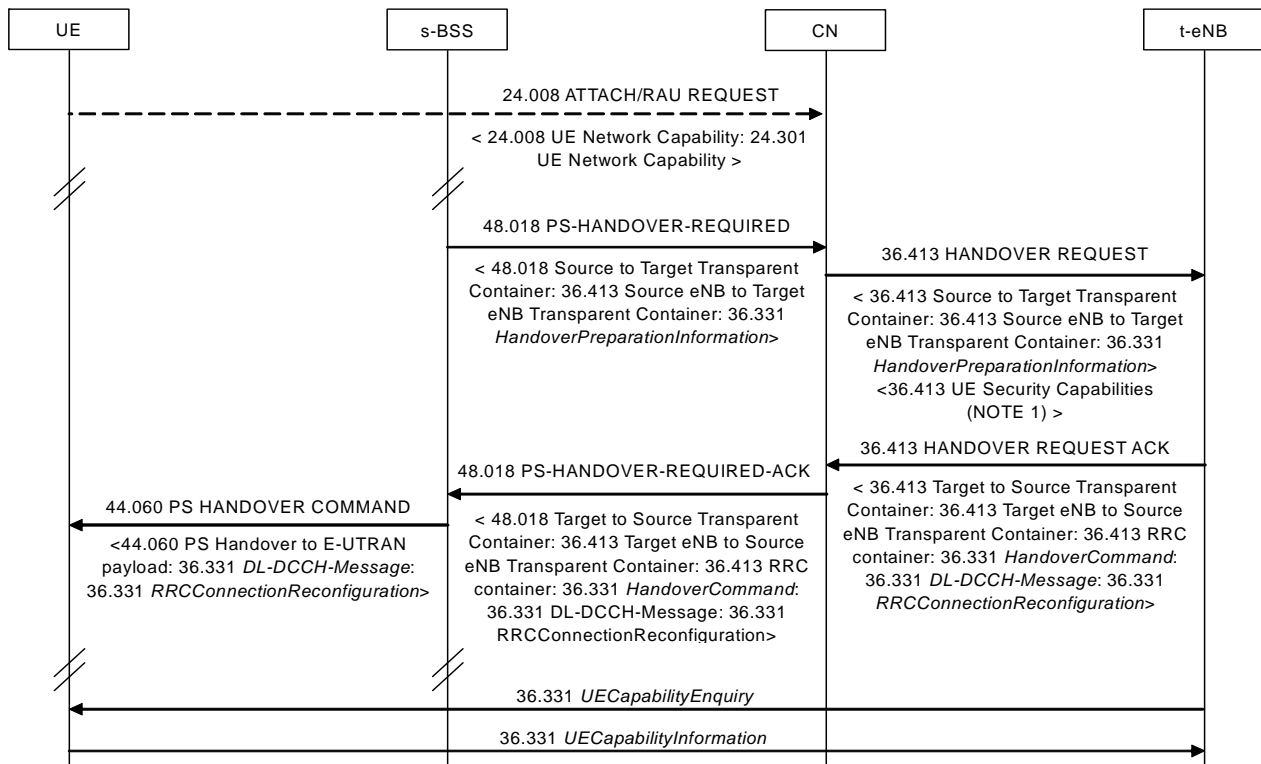 UE
s-BSS
CN
t-eNB
24.008 ATTACH/RAU REQUEST
< 24.008 UE Network Capability: 24.301
UE Network Capability >
48.018 PS-HANDOVER-REQUIRED
< 48.018 Source to Target Transparent
Container: 36.413 Source eNB to Target
eNB Transparent Container: 36.331
HandoverPreparationInformation>
36.413 HANDOVER REQUEST
< 36.413 Source to Target Transparent
Container: 36.413 Source eNB to Target
eNB Transparent Container: 36.331
HandoverPreparationInformation>
<36.413 UE Security Capabilities
(NOTE 1) >
36.413 HANDOVER REQUEST ACK
< 36.413 Target to Source Transparent
Container: 36.413 Target eNB to Source
eNB Transparent Container: 36.413 RRC
container: 36.331 HandoverCommand:
36.331 DL-DCCH-Message: 36.331
RRCConnectionReconfiguration>
48.018 PS-HANDOVER-REQUIRED-ACK
< 48.018 Target to Source Transparent
Container: 36.413 Target eNB to Source
eNB Transparent Container: 36.413 RRC
container: 36.331 HandoverCommand:
36.331 DL-DCCH-Message: 36.331
RRCConnectionReconfiguration>
44.060 PS HANDOVER COMMAND
<44.060 PS Handover to E-UTRAN
payload: 36.331 DL-DCCH-Message:
36.331 RRCConnectionReconfiguration>
36.331 UECapabilityEnquiry
36.331 UECapabilityInformation